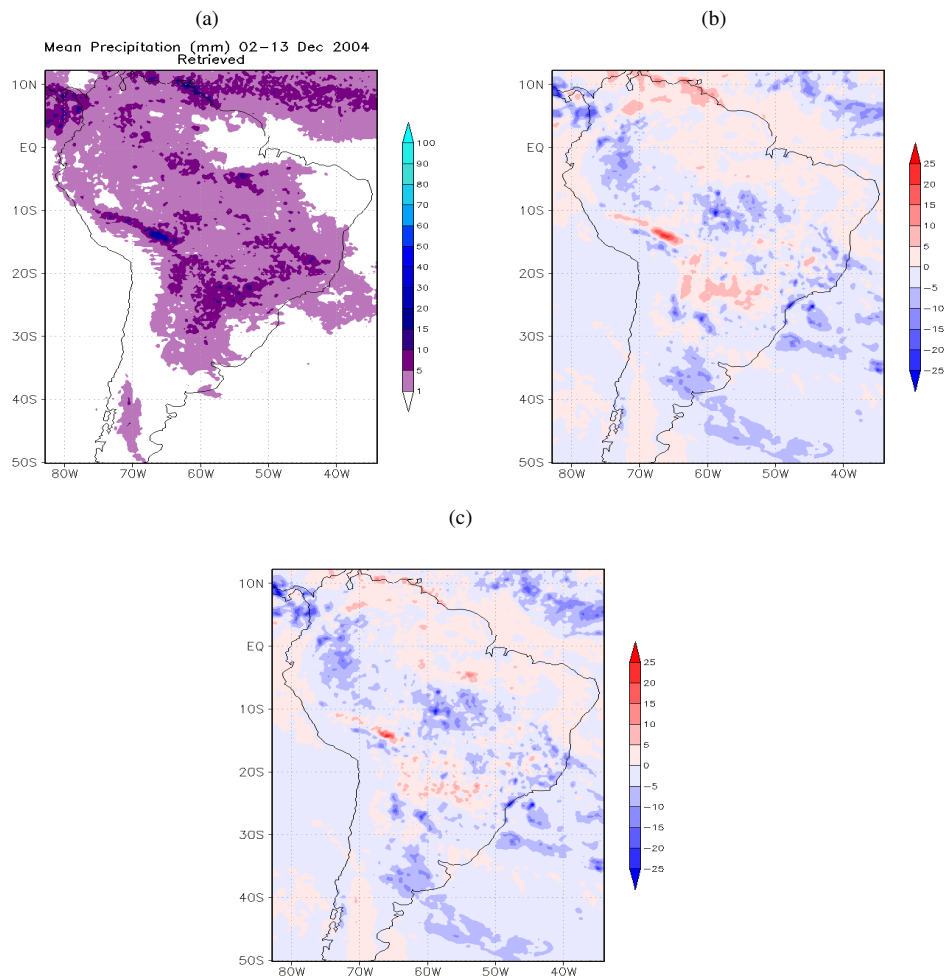 (a)
Mean Precipitation (mm) 02–13 Dec 2004
Retrieved
10N
EQ
10S
20S
30S
40S
50S
80W 70W 60W 50W 40W
100
90
80
70
60
50
40
30
20
15
10
5
1
(b)
10N
EQ
10S
20S
30S
40S
50S
80W 70W 60W 50W 40W
25
20
15
10
5
0
−5
−10
−15
−20
−25
(c)
10N
EQ
10S
20S
30S
40S
50S
80W 70W 60W 50W 40W
25
20
15
10
5
0
−5
−10
−15
−20
−25